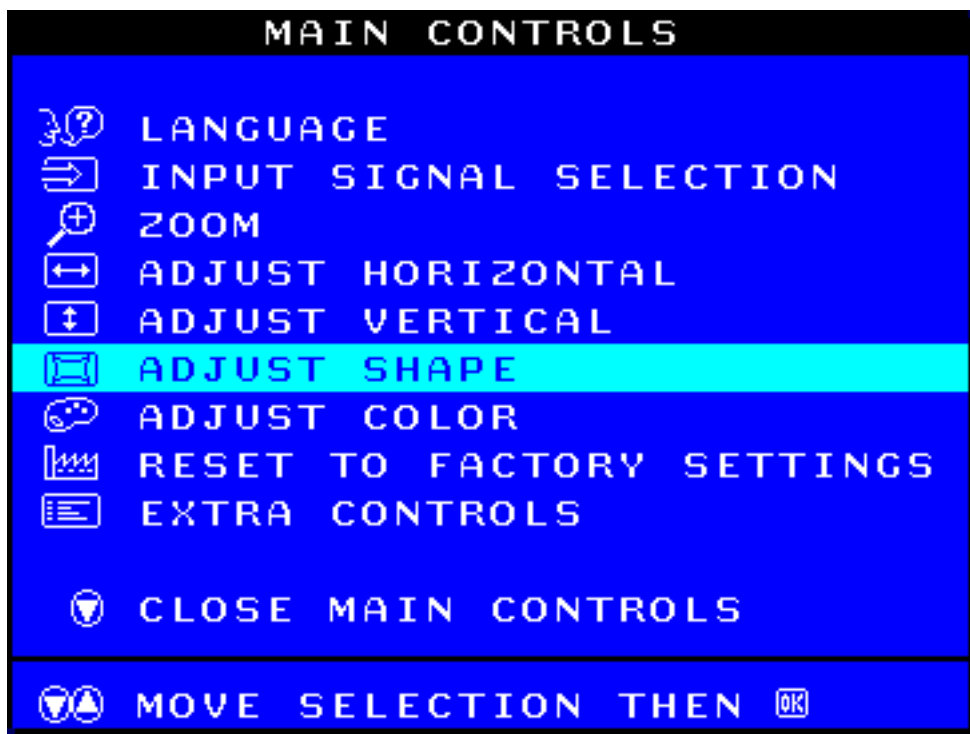 MAIN CONTROLS
LANGUAGE
INPUT SIGNAL SELECTION
ZOOM
ADJUST HORIZONTAL
ADJUST VERTICAL
ADJUST SHAPE
ADJUST COLOR
RESET TO FACTORY SETTINGS
EXTRA CONTROLS
CLOSE MAIN CONTROLS
MOVE SELECTION THEN OK